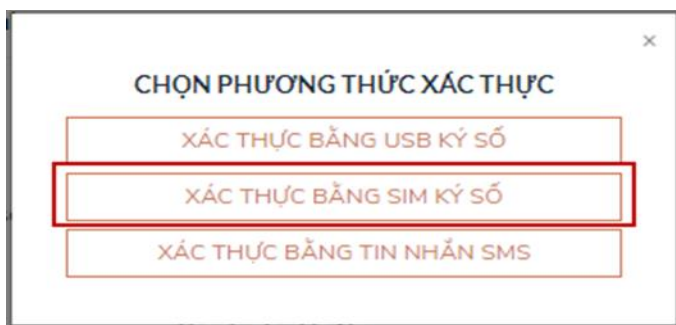 ×
CHỌN PHƯƠNG THỨC XÁC THỰC
XÁC THỰC BẰNG USB KÝ SỐ
XÁC THỰC BẰNG SIM KÝ SỐ
XÁC THỰC BẰNG TIN NHẮN SMS